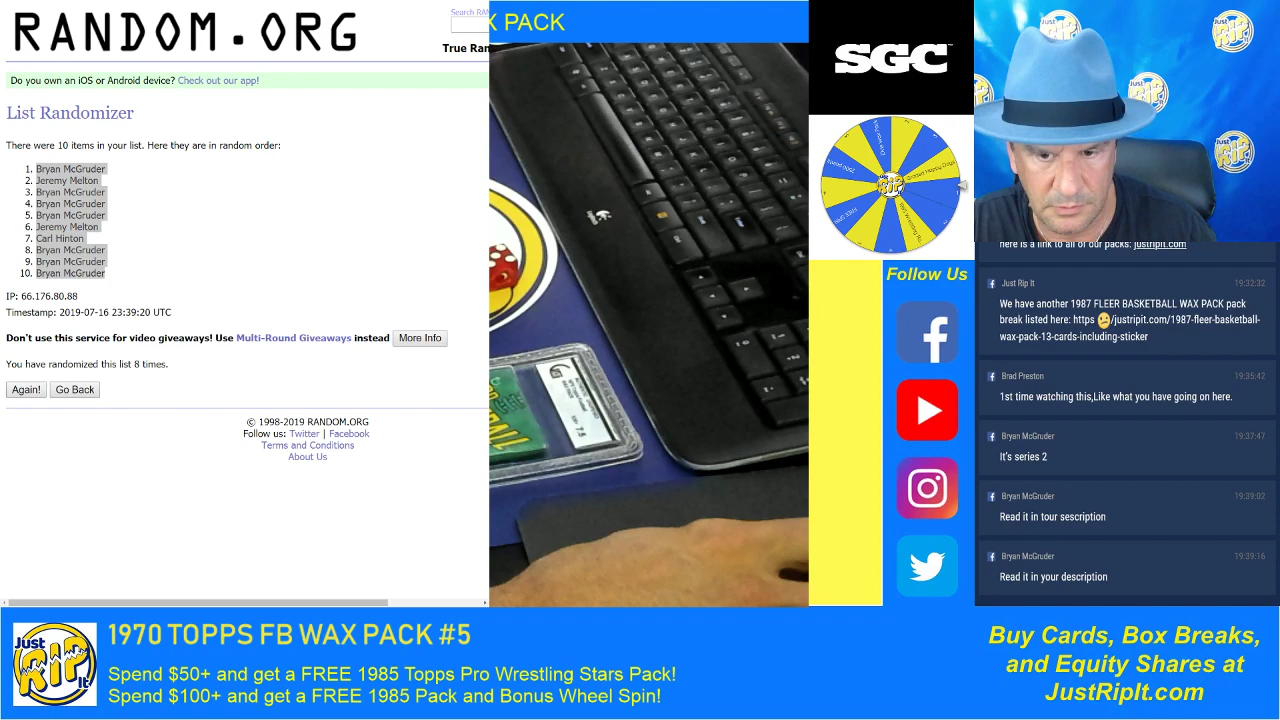 RANDOM.ORG
Search RAN
True Ran
Do you own an iOS or Android device? Check out our app!
List Randomizer
There were 10 items in your list. Here they are in random order:
1. Bryan McGruder
2. Jeremy Melton
3. Bryan McGruder
4. Bryan McGruder
5. Bryan McGruder
6. Jeremy Melton
7. Carl Hinton
8. Bryan McGruder
9. Bryan McGruder
10. Bryan McGruder
IP: 66.176.80.88
Timestamp: 2019-07-16 23:39:20 UTC
Don't use this service for video giveaways! Use Multi-Round Giveaways instead
More Info
You have randomized this list 8 times.
Again!
Go Back
© 1998-2019 RANDOM.ORG
Follow us: Twitter | Facebook
Terms and Conditions
About Us
X PACK
SGC
FREE SPIN
Follow Us
Just
RIP
here is a link to all of our packs: justripit.com
Just Rip It 19:32:32
We have another 1987 FLEER BASKETBALL WAX PACK pack
break listed here: https /justripit.com/1987-fleer-basketball-
wax-pack-13-cards-including-sticker
Brad Preston 19:35:42
1st time watching this,Like what you have going on here.
Bryan McGruder 19:37:47
It's series 2
Bryan McGruder 19:39:02
Read it in tour sescription
Bryan McGruder 19:39:16
Read it in your description
Just
RIP
It
1970 TOPPS FB WAX PACK #5
Spend $50+ and get a FREE 1985 Topps Pro Wrestling Stars Pack!
Spend $100+ and get a FREE 1985 Pack and Bonus Wheel Spin!
Buy Cards, Box Breaks,
and Equity Shares at
JustRipIt.com